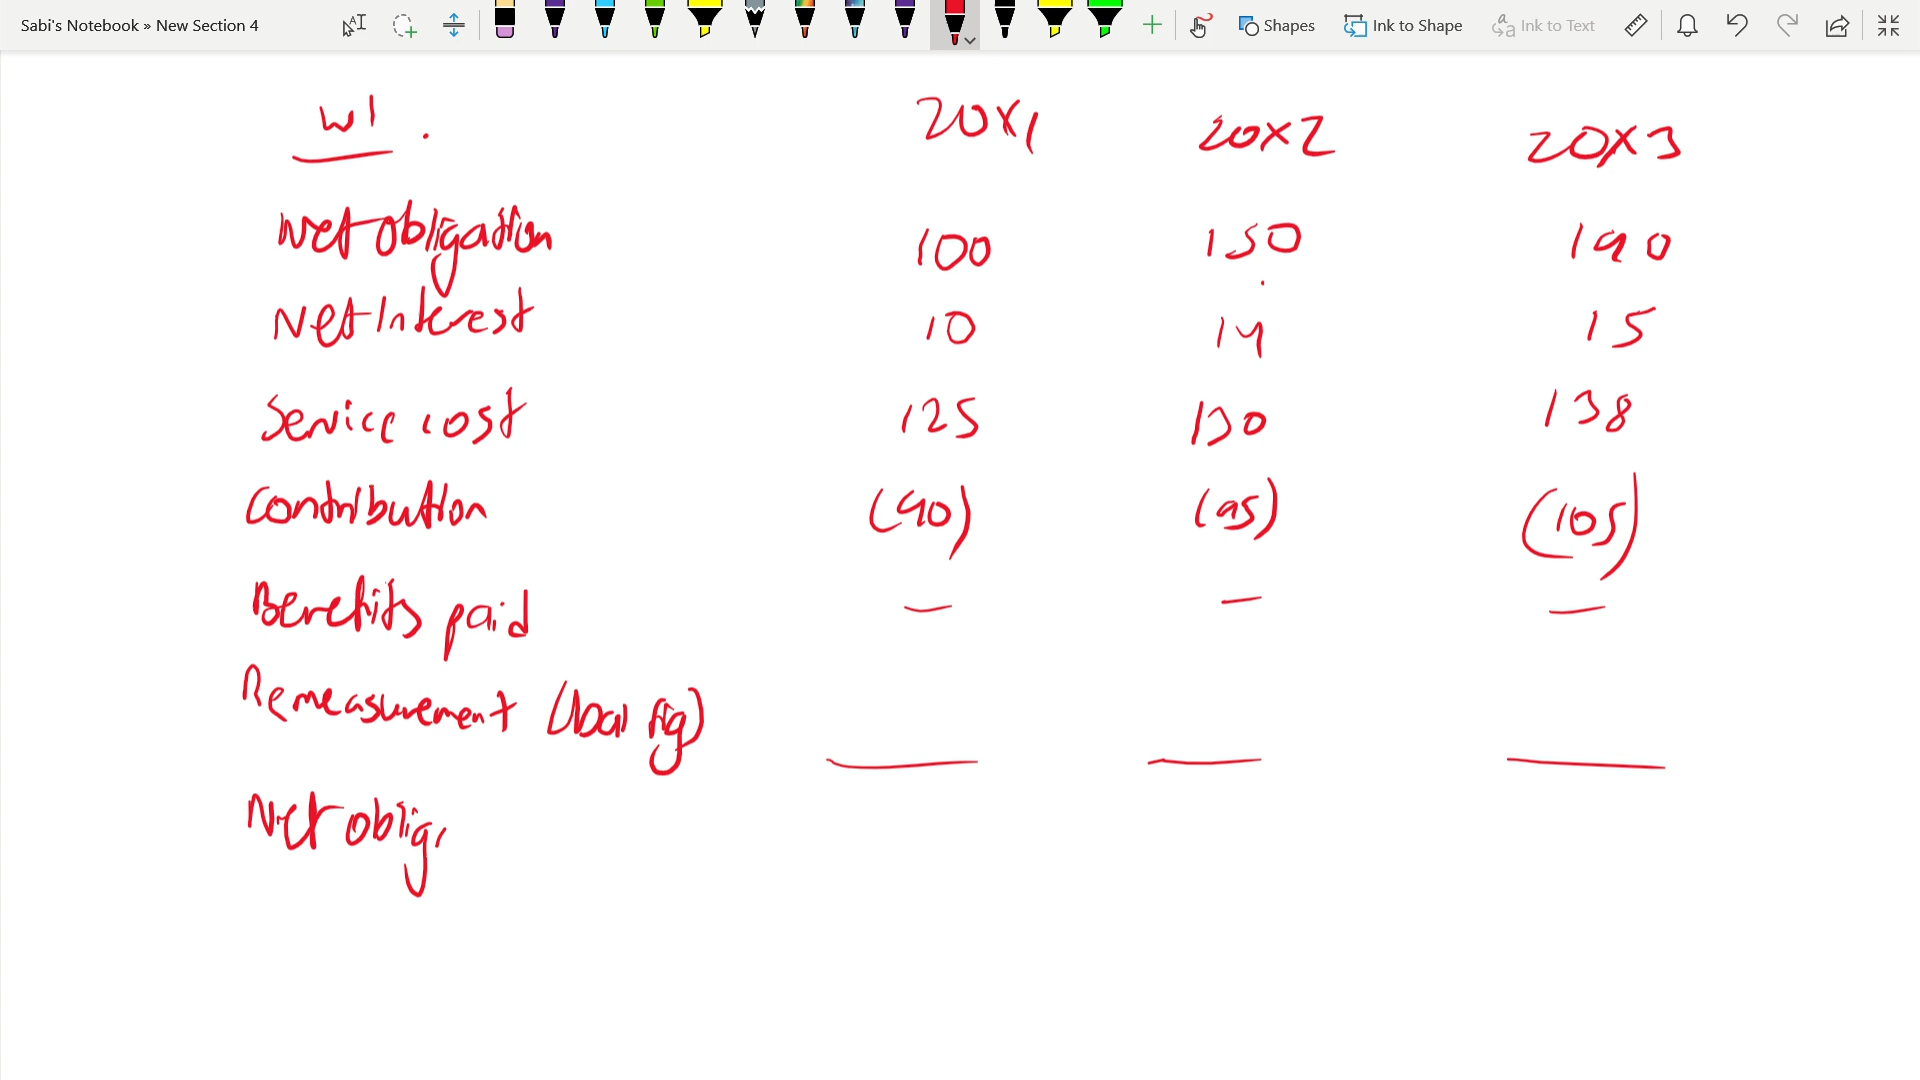 Sabi's Notebook » New Section 4 Shapes Ink to Shape Ink to Text
W1. 20X1 20X2 20X3
Net obligation 100 150 190
Net Interest 10 14 15
Service cost 125 130 138
Contribution (90) (95) (105)
Benefits paid — — —
Remeasurement (bal fig)
Net oblig